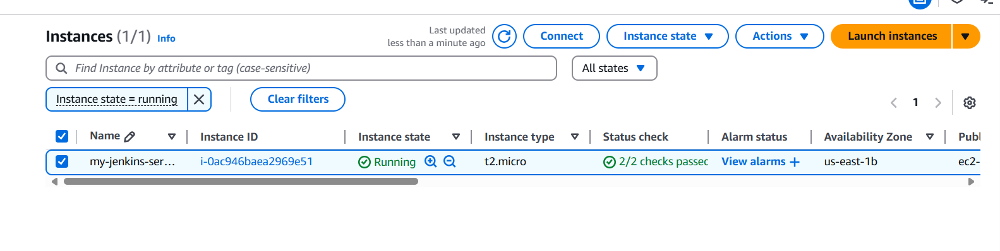 Instances (1/1) Info
Last updated
less than a minute ago
Connect
Instance state
Actions
Launch instances
Find Instance by attribute or tag (case-sensitive)
All states
Instance state = running
Clear filters
1
Name Instance ID Instance state Instance type Status check Alarm status Availability Zone Publ
my-jenkins-ser... i-0ac946baea2969e51 Running t2.micro 2/2 checks passec View alarms + us-east-1b ec2-